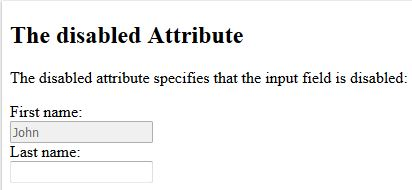 The disabled Attribute
The disabled attribute specifies that the input field is disabled:
First name:
John
Last name: